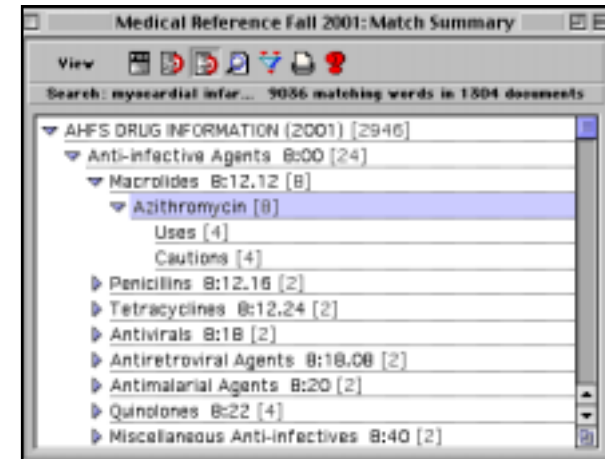 Medical Reference Fall 2001: Match Summary
View
Search: myocardial infar... 9086 matching words in 1804 documents
AHFS DRUG INFORMATION (2001) [2946]
Anti-infective Agents 8:00 [24]
Macrolides 8:12.12 [8]
Azithromycin [8]
Uses [4]
Cautions [4]
Penicillins 8:12.16 [2]
Tetracyclines 8:12.24 [2]
Antivirals 8:18 [2]
Antiretroviral Agents 8:18.08 [2]
Antimalarial Agents 8:20 [2]
Quinolones 8:22 [4]
Miscellaneous Anti-infectives 8:40 [2]